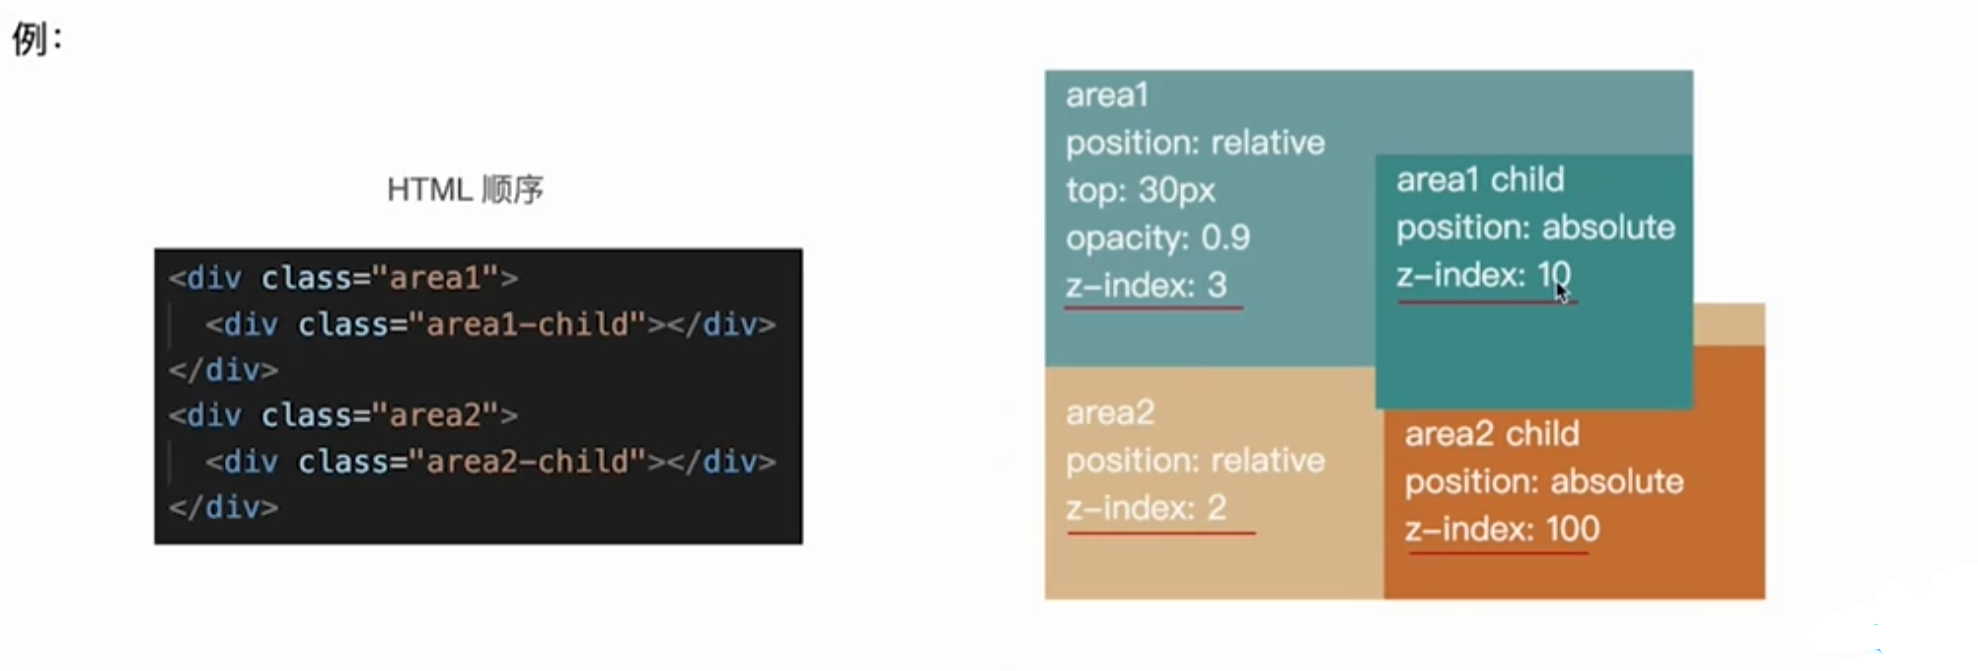 例：
HTML 顺序
<div class="area1">
<div class="area1-child"></div>
</div>
<div class="area2">
<div class="area2-child"></div>
</div>
area1
position: relative
top: 30px
opacity: 0.9
z-index: 3
area1 child
position: absolute
z-index: 10
area2
position: relative
z-index: 2
area2 child
position: absolute
z-index: 100